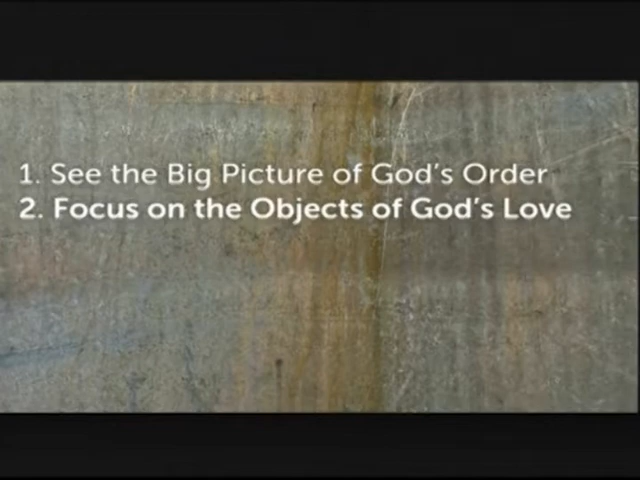 1. See the Big Picture of God's Order
2. Focus on the Objects of God's Love